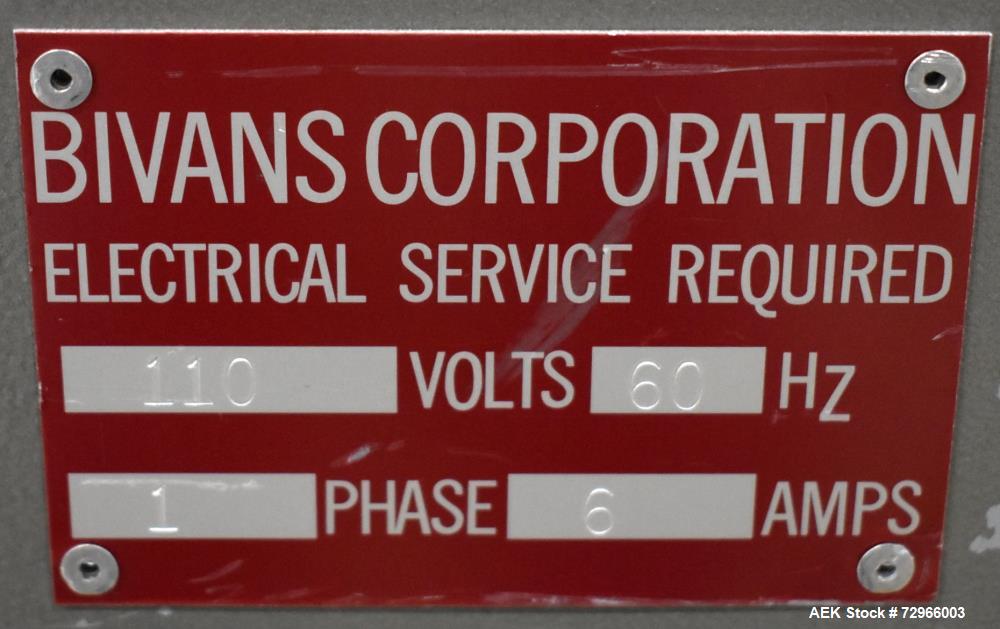 BIVANS CORPORATION
ELECTRICAL SERVICE REQUIRED
110 VOLTS 60 HZ
1 PHASE 6 AMPS
AEK Stock # 72966003